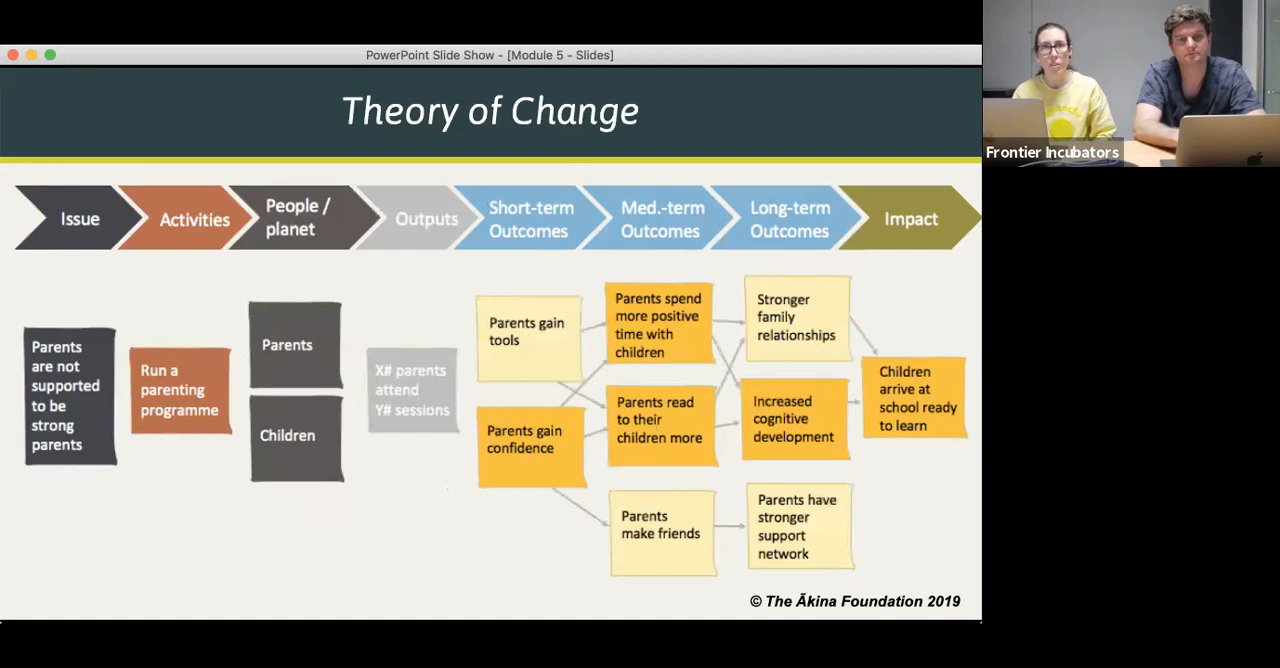 PowerPoint Slide Show - [Module 5 - Slides]
Theory of Change
Issue
Activities
People /
planet
Outputs
Short-term
Outcomes
Med.-term
Outcomes
Long-term
Outcomes
Impact
Parents
are not
supported
to be
strong
parents
Run a
parenting
programme
Parents
Children
X# parents
attend
Y# sessions
Parents gain
tools
Parents gain
confidence
Parents spend
more positive
time with
children
Parents read
to their
children more
Parents
make friends
Stronger
family
relationships
Increased
cognitive
development
Parents have
stronger
support
network
Children
arrive at
school ready
to learn
© The Ākina Foundation 2019
Frontier Incubators